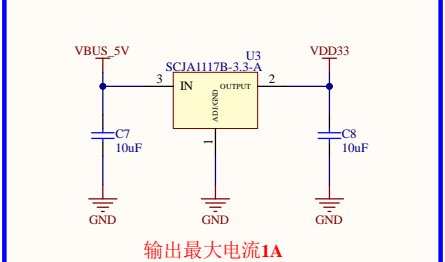 VBUS_5V
U3
VDD33
SCJA1117B-3.3-A
3
IN
OUTPUT
2
ADJ/GND
1
C7
10uF
C8
10uF
GND
GND
GND
输出最大电流1A